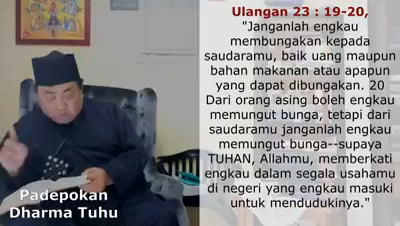 Ulangan 23 : 19-20,
"Janganlah engkau
membungakan kepada
saudaramu, baik uang maupun
bahan makanan atau apapun
yang dapat dibungakan. 20
Dari orang asing boleh engkau
memungut bunga, tetapi dari
saudaramu janganlah engkau
memungut bunga--supaya
TUHAN, Allahmu, memberkati
engkau dalam segala usahamu
di negeri yang engkau masuki
untuk mendudukinya."
Padepokan
Dharma Tuhu